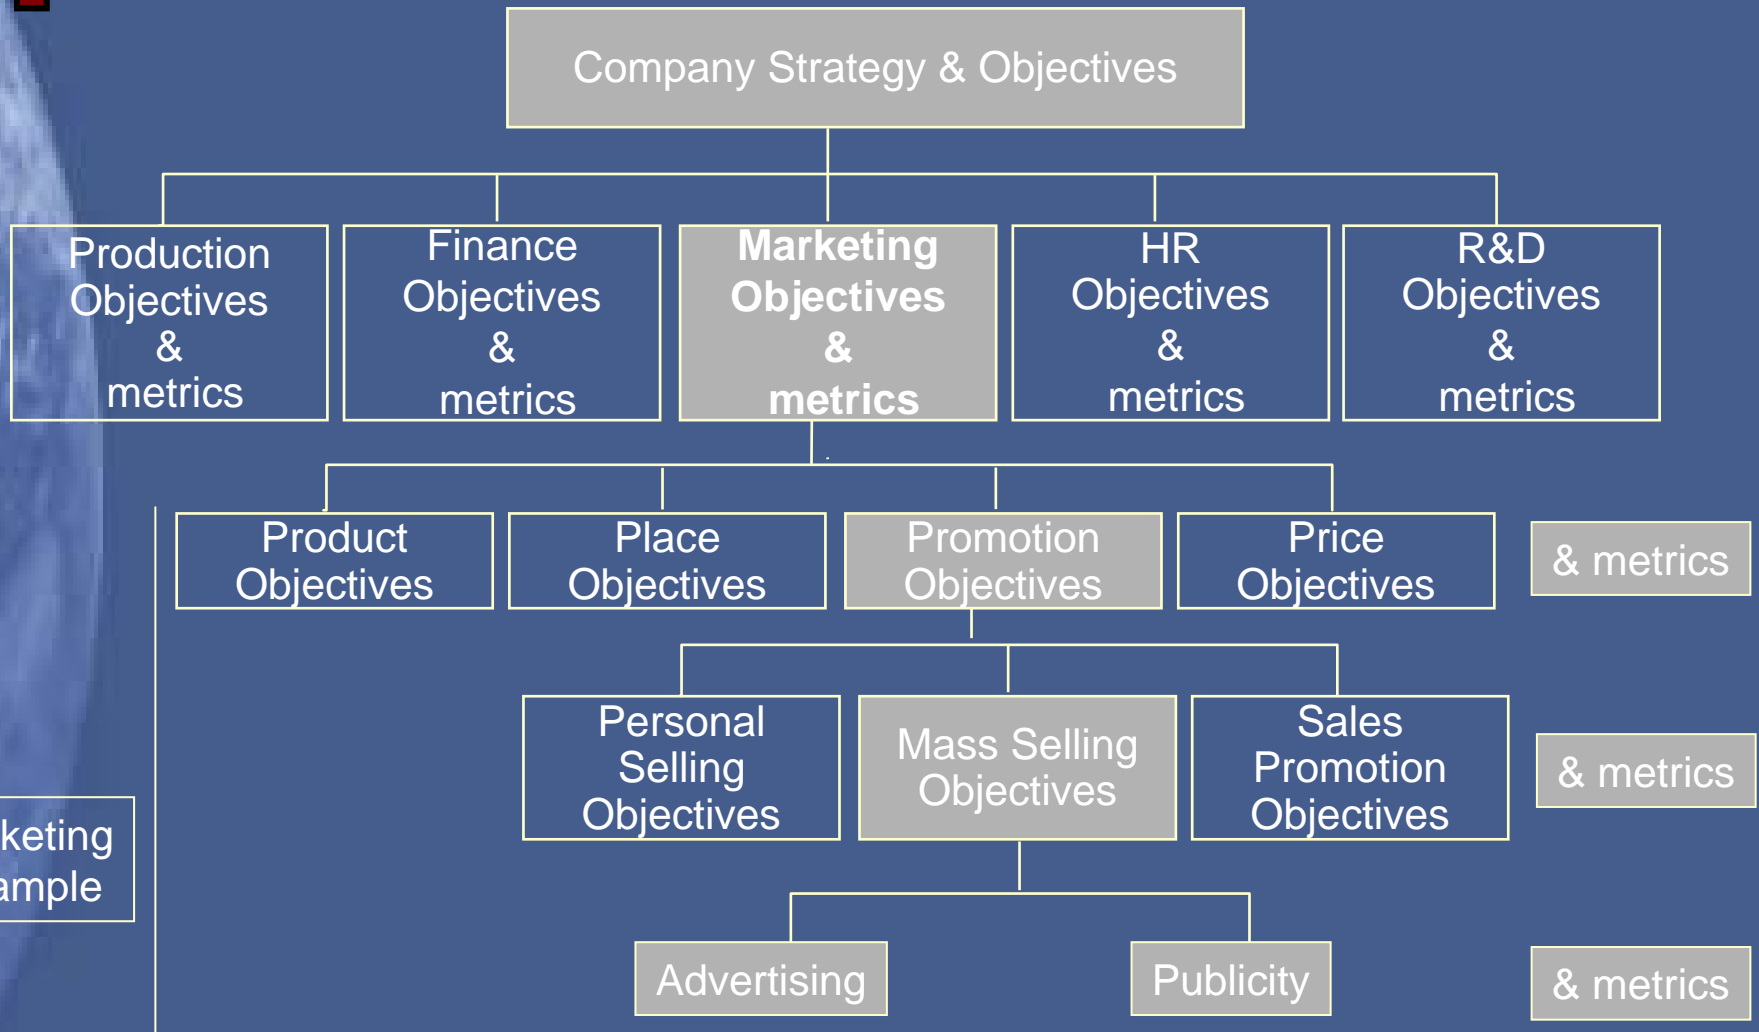 Company Strategy & Objectives
Production
Objectives
&
metrics
Finance
Objectives
&
metrics
Marketing
Objectives
&
metrics
HR
Objectives
&
metrics
R&D
Objectives
&
metrics
Product
Objectives
Place
Objectives
Promotion
Objectives
Price
Objectives
& metrics
Personal
Selling
Objectives
Mass Selling
Objectives
Sales
Promotion
Objectives
& metrics
keting
ample
Advertising
Publicity
& metrics